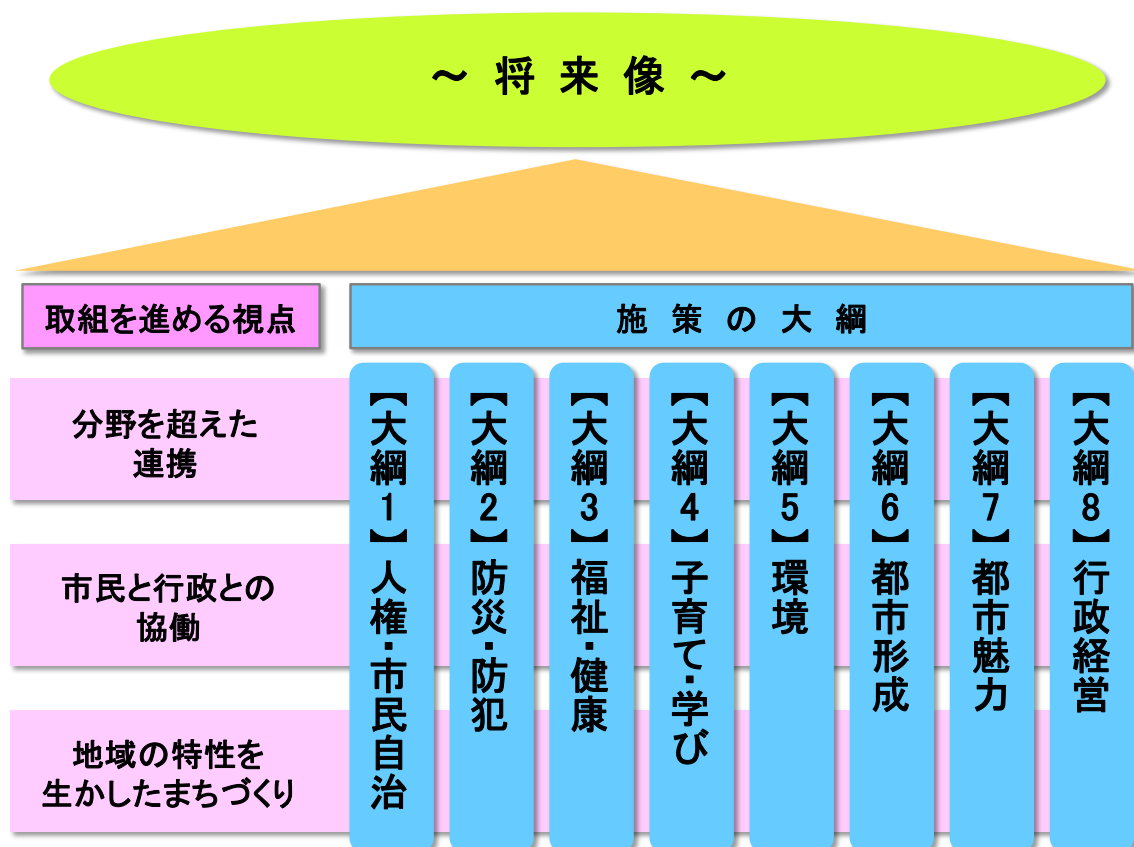 ～ 将 来 像 ～
取組を進める視点
施 策 の 大 綱
分野を超えた
連携
市民と行政との
協働
地域の特性を
生かしたまちづくり
【大綱1】人権・市民自治
【大綱2】防災・防犯
【大綱3】福祉・健康
【大綱4】子育て・学び
【大綱5】環境
【大綱6】都市形成
【大綱7】都市魅力
【大綱8】行政経営